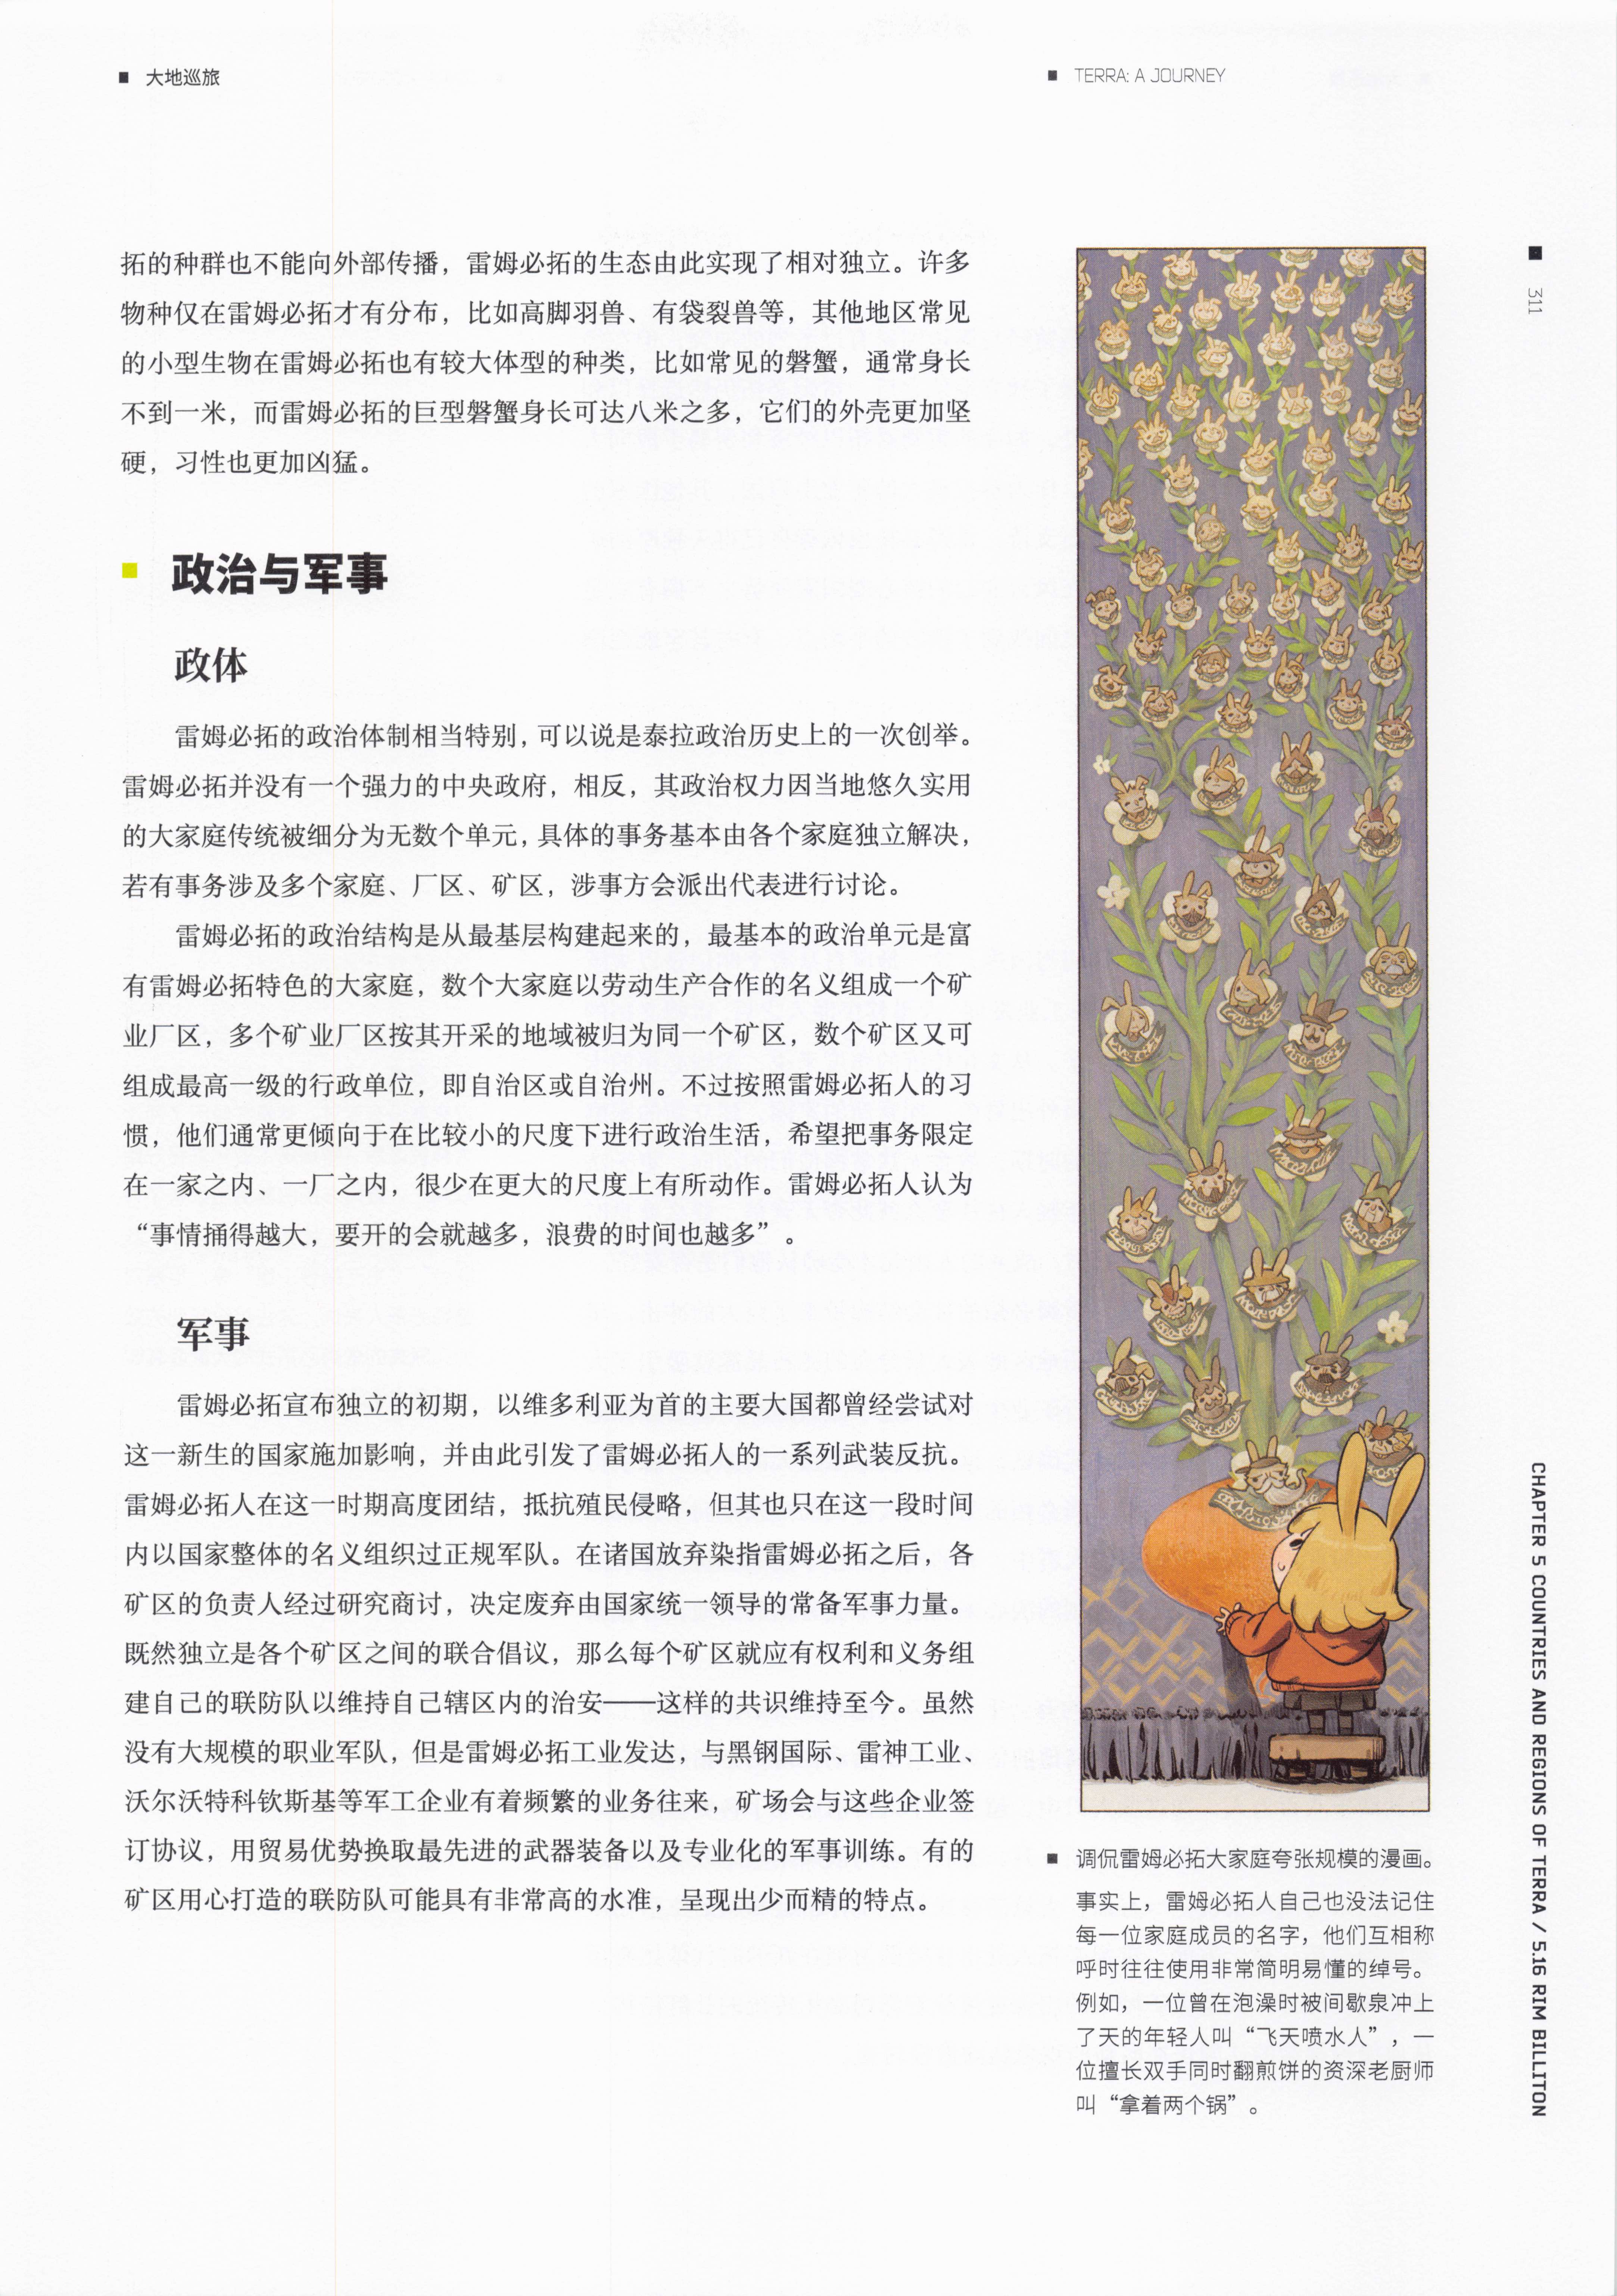 大地巡旅
TERRA: A JOURNEY
311
拓的种群也不能向外部传播，雷姆必拓的生态由此实现了相对独立。许多
物种仅在雷姆必拓才有分布，比如高脚羽兽、有袋裂兽等，其他地区常见
的小型生物在雷姆必拓也有较大体型的种类，比如常见的磐蟹，通常身长
不到一米，而雷姆必拓的巨型磐蟹身长可达八米之多，它们的外壳更加坚
硬，习性也更加凶猛。
政治与军事
政体
雷姆必拓的政治体制相当特别，可以说是泰拉政治历史上的一次创举。
雷姆必拓并没有一个强力的中央政府，相反，其政治权力因当地悠久实用
的大家庭传统被细分为无数个单元，具体的事务基本由各个家庭独立解决，
若有事务涉及多个家庭、厂区、矿区，涉事方会派出代表进行讨论。
雷姆必拓的政治结构是从最基层构建起来的，最基本的政治单元是富
有雷姆必拓特色的大家庭，数个大家庭以劳动生产合作的名义组成一个矿
业厂区，多个矿业厂区按其开采的地域被归为同一个矿区，数个矿区又可
组成最高一级的行政单位，即自治区或自治州。不过按照雷姆必拓人的习
惯，他们通常更倾向于在比较小的尺度下进行政治生活，希望把事务限定
在一家之内、一厂之内，很少在更大的尺度上有所动作。雷姆必拓人认为
“事情捅得越大，要开的会就越多，浪费的时间也越多”。
军事
雷姆必拓宣布独立的初期，以维多利亚为首的主要大国都曾经尝试对
这一新生的国家施加影响，并由此引发了雷姆必拓人的一系列武装反抗。
雷姆必拓人在这一时期高度团结，抵抗殖民侵略，但其也只在这一段时间
内以国家整体的名义组织过正规军队。在诸国放弃染指雷姆必拓之后，各
矿区的负责人经过研究商讨，决定废弃由国家统一领导的常备军事力量。
既然独立是各个矿区之间的联合倡议，那么每个矿区就应有权利和义务组
建自己的联防队以维持自己辖区内的治安——这样的共识维持至今。虽然
没有大规模的职业军队，但是雷姆必拓工业发达，与黑钢国际、雷神工业、
沃尔沃特科钦斯基等军工企业有着频繁的业务往来，矿场会与这些企业签
订协议，用贸易优势换取最先进的武器装备以及专业化的军事训练。有的
矿区用心打造的联防队可能具有非常高的水准，呈现出少而精的特点。
调侃雷姆必拓大家庭夸张规模的漫画。
事实上，雷姆必拓人自己也没法记住
每一位家庭成员的名字，他们互相称
呼时往往使用非常简明易懂的绰号。
例如，一位曾在泡澡时被间歇泉冲上
了天的年轻人叫“飞天喷水人”，一
位擅长双手同时翻煎饼的资深老厨师
叫“拿着两个锅”。
CHAPTER 5 COUNTRIES AND REGIONS OF TERRA / 5.16 RIM BILLITON